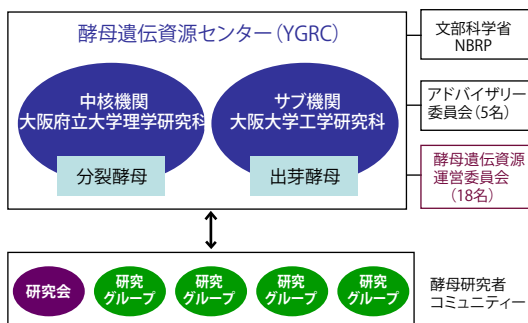 酵母遺伝資源センター(YGRC)
中核機関
大阪府立大学理学研究科
分裂酵母
サブ機関
大阪大学工学研究科
出芽酵母
文部科学省
NBRP
アドバイザリー
委員会(5名)
酵母遺伝資源
運営委員会
(18名)
研究会
研究
グループ
研究
グループ
研究
グループ
研究
グループ
酵母研究者
コミュニティー